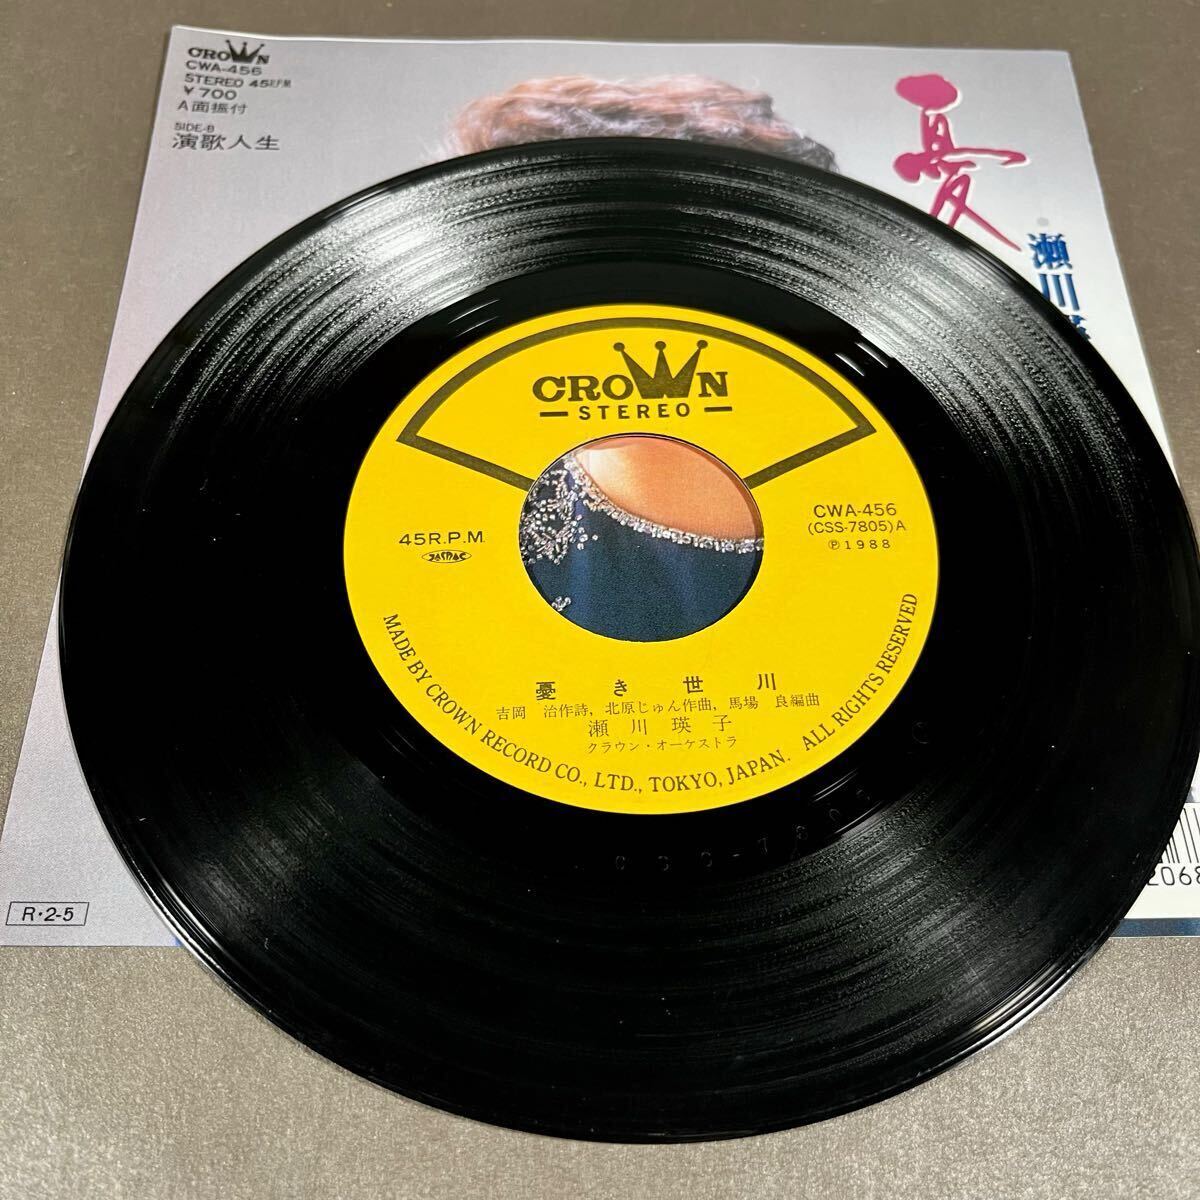 CROWN
CWA-456
STEREO 45R.P.M.
￥700
A面振付
SIDE-B
演歌人生
憂
瀬川
CROWN
STEREO
CWA-456
(CSS-7805)A
Ⓟ1988
45R.P.M.
JASRAC
憂き世川
吉岡 治作詩, 北原じゅん作曲, 馬場 良編曲
瀬川瑛子
クラウン・オーケストラ
MADE BY CROWN RECORD CO., LTD., TOKYO, JAPAN. ALL RIGHTS RESERVED
R・2-5